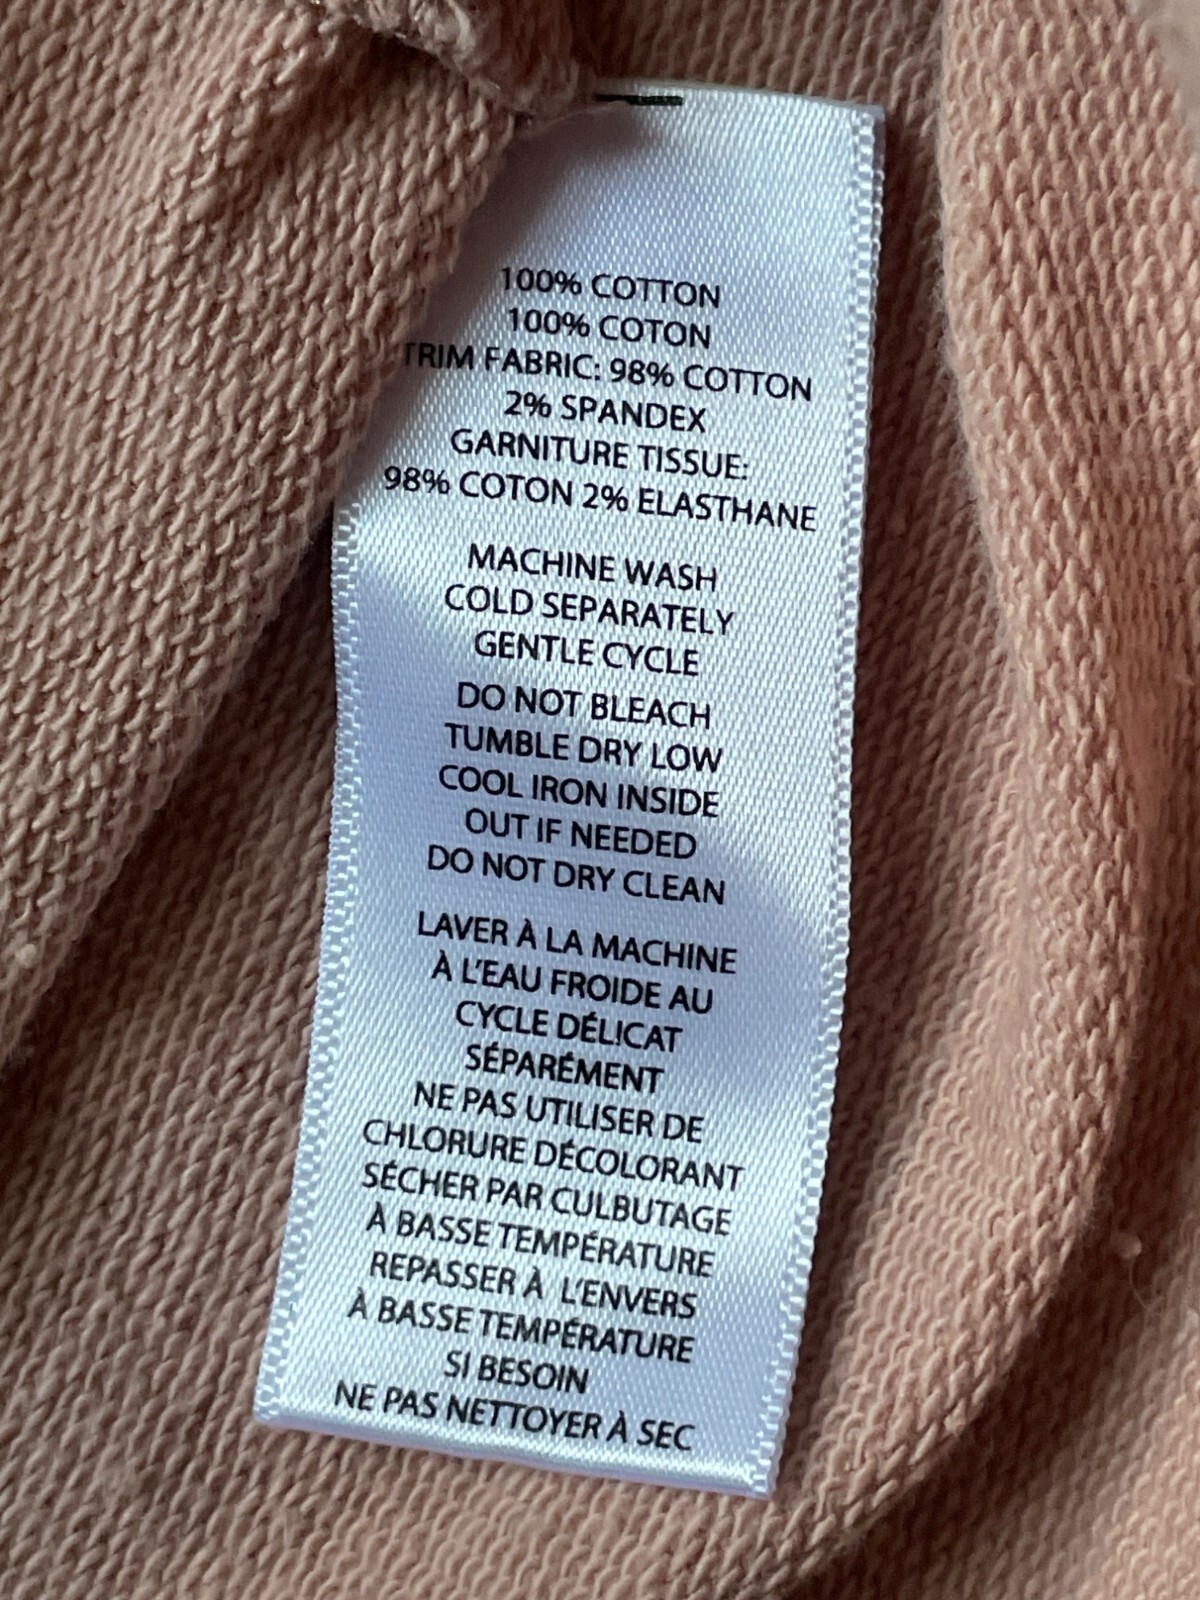 100% COTTON
100% COTON
TRIM FABRIC: 98% COTTON
2% SPANDEX
GARNITURE TISSUE:
98% COTON 2% ELASTHANE
MACHINE WASH
COLD SEPARATELY
GENTLE CYCLE
DO NOT BLEACH
TUMBLE DRY LOW
COOL IRON INSIDE
OUT IF NEEDED
DO NOT DRY CLEAN
LAVER À LA MACHINE
À L'EAU FROIDE AU
CYCLE DÉLICAT
SÉPARÉMENT
NE PAS UTILISER DE
CHLORURE DÉCOLORANT
SÉCHER PAR CULBUTAGE
À BASSE TEMPÉRATURE
REPASSER À L'ENVERS
À BASSE TEMPÉRATURE
SI BESOIN
NE PAS NETTOYER À SEC